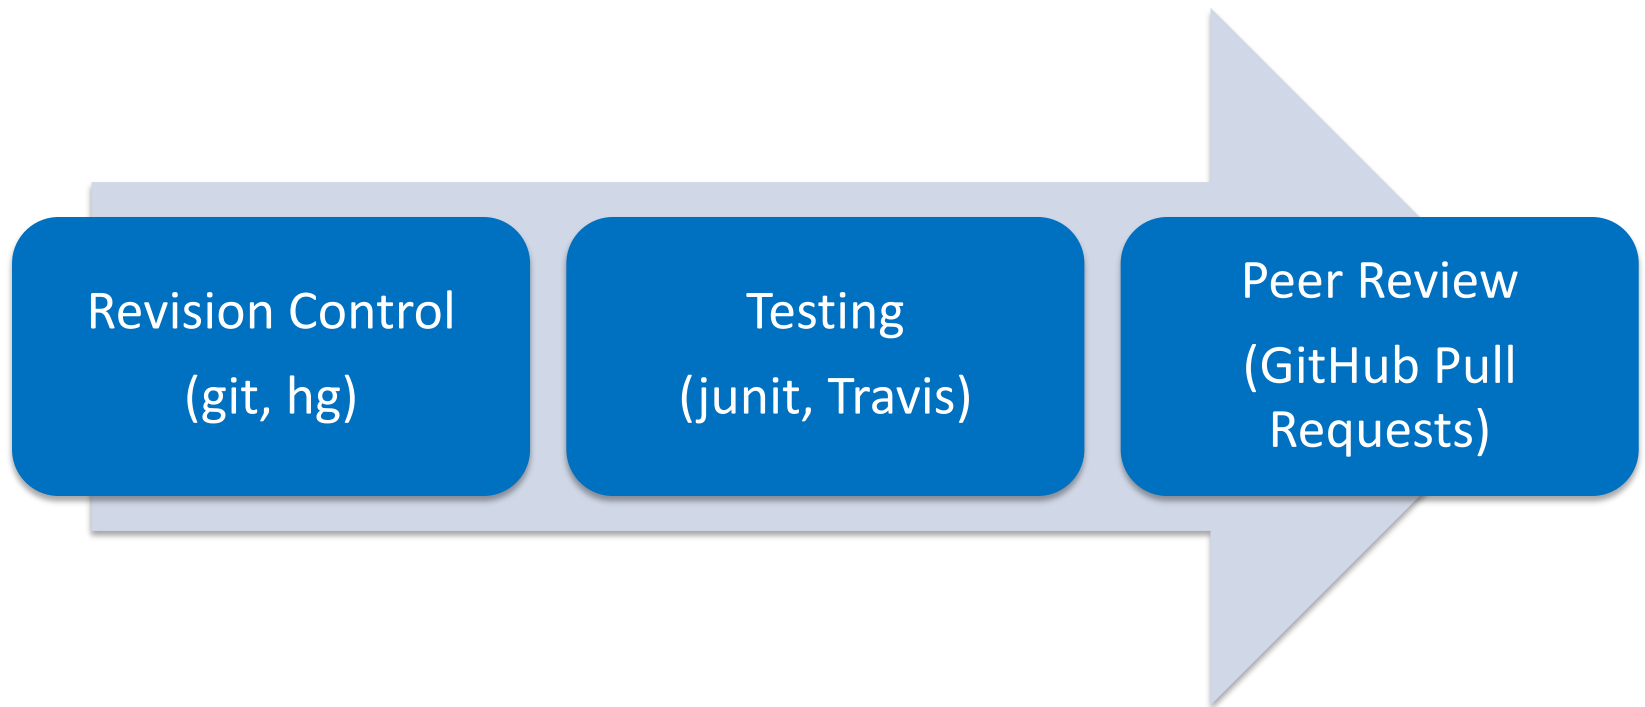 Revision Control
(git, hg)
Testing
(junit, Travis)
Peer Review
(GitHub Pull
Requests)